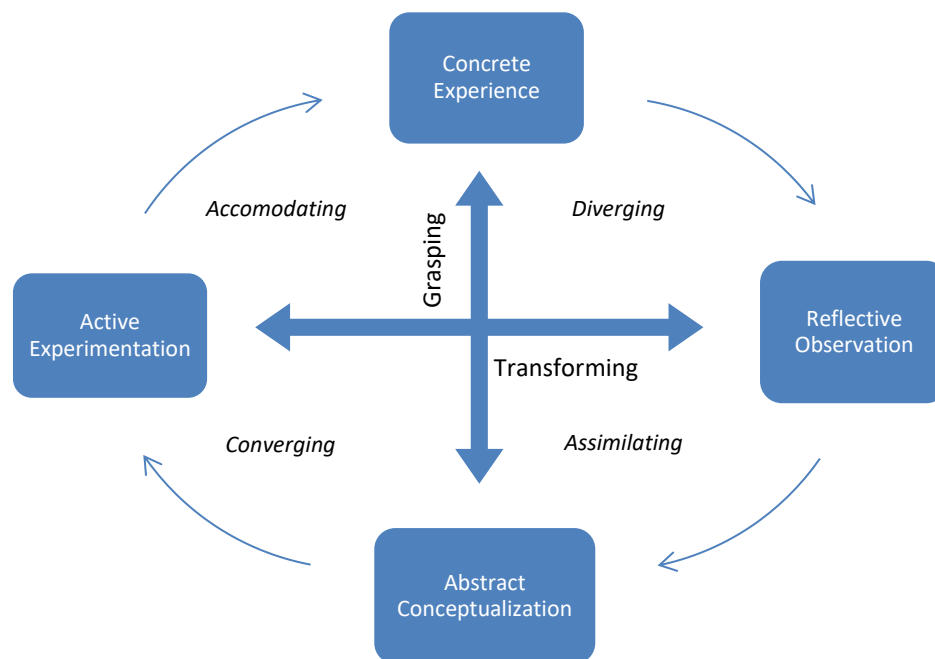 Concrete
Experience
Accomodating
Diverging
Grasping
Active
Experimentation
Reflective
Observation
Transforming
Converging
Assimilating
Abstract
Conceptualization